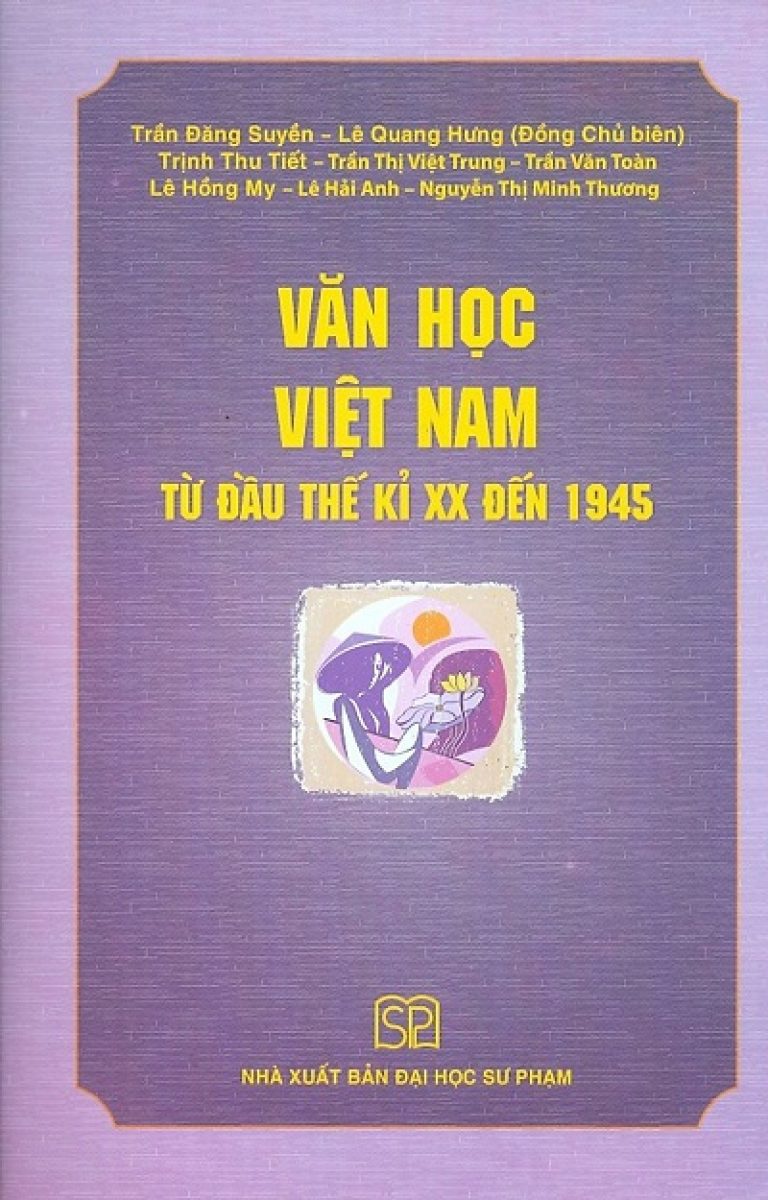 Trần Đăng Suyền – Lê Quang Hưng (Đồng Chủ biên)
Trịnh Thu Tiết – Trần Thị Việt Trung – Trần Văn Toàn
Lê Hồng My – Lê Hải Anh – Nguyễn Thị Minh Thương
VĂN HỌC
VIỆT NAM
TỪ ĐẦU THẾ KỈ XX ĐẾN 1945
SP
NHÀ XUẤT BẢN ĐẠI HỌC SƯ PHẠM